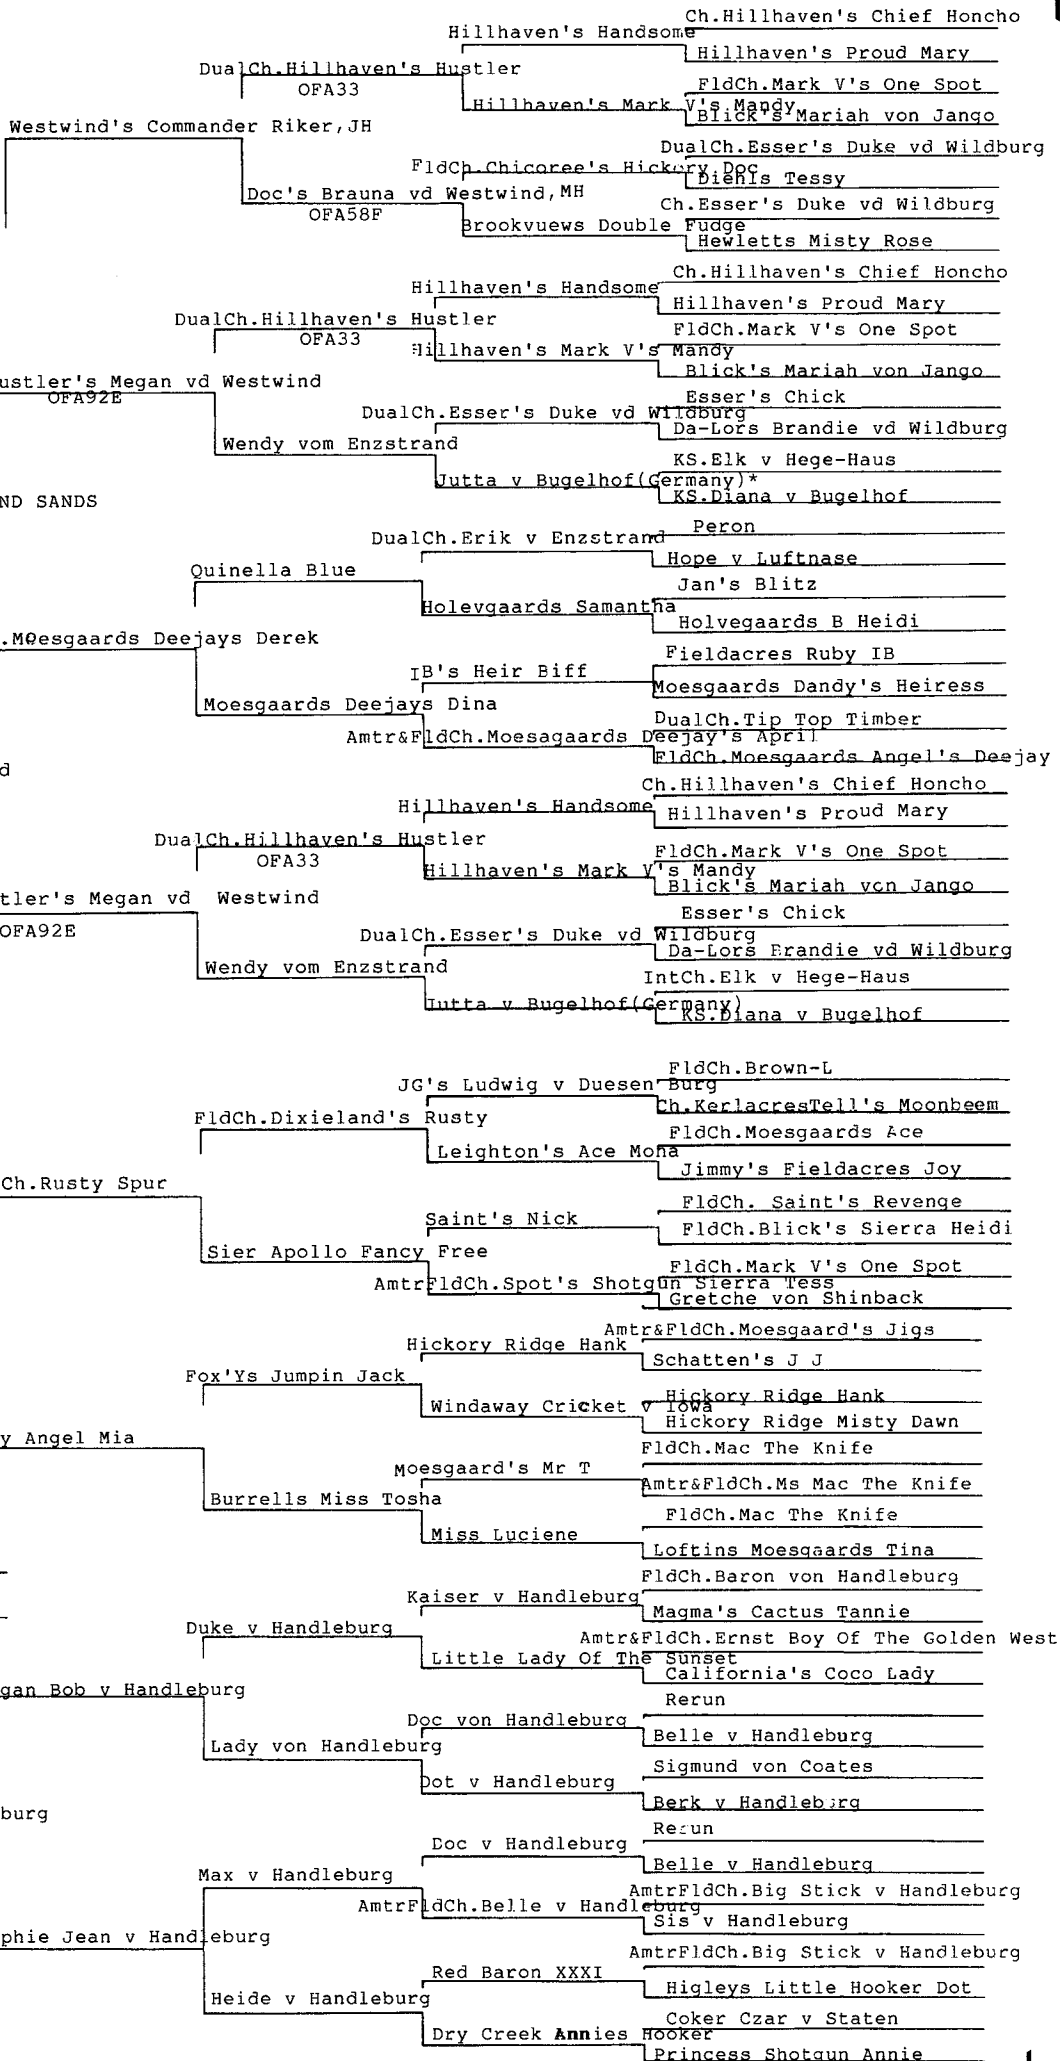 Ch.Hillhaven's Chief Honcho
Hillhaven's Handsome
Hillhaven's Proud Mary
DualCh.Hillhaven's Hustler
FldCh.Mark V's One Spot
OFA33
Hillhaven's Mark V's Mandy
Blick's Mariah von Jango
Westwind's Commander Riker,JH
DualCh.Esser's Duke vd Wildburg
FldCh.Chicoree's Hickory Doc
Diehls Tessy
Doc's Brauna vd Westwind,MH
Ch.Esser's Duke vd Wildburg
OFA58F
Brookvuews Double Fudge
Hewletts Misty Rose
Ch.Hillhaven's Chief Honcho
Hillhaven's Handsome
Hillhaven's Proud Mary
DualCh.Hillhaven's Hustler
FldCh.Mark V's One Spot
OFA33
Hillhaven's Mark V's Mandy
Blick's Mariah von Jango
ustler's Megan vd Westwind
OFA92E
Esser's Chick
DualCh.Esser's Duke vd Wildburg
Da-Lors Brandie vd Wildburg
Wendy vom Enzstrand
KS.Elk v Hege-Haus
Jutta v Bugelhof(Germany)*
KS.Diana v Bugelhof
ND SANDS
Peron
DualCh.Erik v Enzstrand
Hope v Luftnase
Quinella Blue
Jan's Blitz
Holevgaards Samantha
Holvegaards B Heidi
.Moesgaards Deejays Derek
Fieldacres Ruby IB
IB's Heir Biff
Moesgaards Dandy's Heiress
Moesgaards Deejays Dina
DualCh.Tip Top Timber
Amtr&FldCh.Moesagaards Deejay's April
FldCh.Moesgaards Angel's Deejay
d
Ch.Hillhaven's Chief Honcho
Hillhaven's Handsome
Hillhaven's Proud Mary
DualCh.Hillhaven's Hustler
FldCh.Mark V's One Spot
OFA33
Hillhaven's Mark V's Mandy
Blick's Mariah von Jango
tler's Megan vd Westwind
OFA92E
Esser's Chick
DualCh.Esser's Duke vd Wildburg
Da-Lors Brandie vd Wildburg
Wendy vom Enzstrand
IntCh.Elk v Hege-Haus
Jutta v Bugelhof(Germany)
KS.Diana v Bugelhof
FldCh.Brown-L
JG's Ludwig v Duesen Burg
Ch.KerlacresTell's Moonbeem
FldCh.Dixieland's Rusty
FldCh.Moesgaards Ace
Leighton's Ace Mona
Jimmy's Fieldacres Joy
Ch.Rusty Spur
FldCh. Saint's Revenge
Saint's Nick
FldCh.Blick's Sierra Heidi
Sier Apollo Fancy Free
FldCh.Mark V's One Spot
AmtrFldCh.Spot's Shotgun Sierra Tess
Gretche von Shinback
Amtr&FldCh.Moesgaard's Jigs
Hickory Ridge Hank
Schatten's J J
Fox'Ys Jumpin Jack
Hickory Ridge Hank
Windaway Cricket v Iowa
Hickory Ridge Misty Dawn
y Angel Mia
FldCh.Mac The Knife
Moesgaard's Mr T
Amtr&FldCh.Ms Mac The Knife
Burrells Miss Tosha
FldCh.Mac The Knife
Miss Luciene
Loftins Moesgaards Tina
FldCh.Baron von Handleburg
Kaiser v Handleburg
Magma's Cactus Tannie
Duke v Handleburg
Amtr&FldCh.Ernst Boy Of The Golden West
Little Lady Of The Sunset
California's Coco Lady
gan Bob v Handleburg
Rerun
Doc von Handleburg
Belle v Handleburg
Lady von Handleburg
Sigmund von Coates
Dot v Handleburg
Berk v Handleburg
burg
Rerun
Doc v Handleburg
Belle v Handleburg
Max v Handleburg
AmtrFldCh.Big Stick v Handleburg
AmtrFldCh.Belle v Handleburg
Sis v Handleburg
phie Jean v Handleburg
AmtrFldCh.Big Stick v Handleburg
Red Baron XXXI
Higleys Little Hooker Dot
Heide v Handleburg
Coker Czar v Staten
Dry Creek Annies Hooker
Princess Shotgun Annie